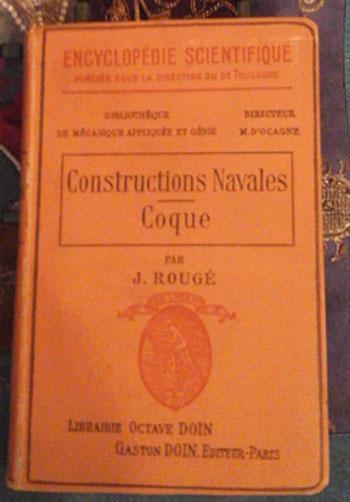 ENCYCLOPÉDIE SCIENTIFIQUE
PUBLIÉE SOUS LA DIRECTION DU DR TOULOUSE.
BIBLIOTHÈQUE DIRECTEUR
DE MÉCANIQUE APPLIQUÉE ET GÉNIE M. D'OCAGNE
Constructions Navales
Coque
PAR
J. ROUGÉ
LIBRAIRIE OCTAVE DOIN
GASTON DOIN, EDITEUR-PARIS